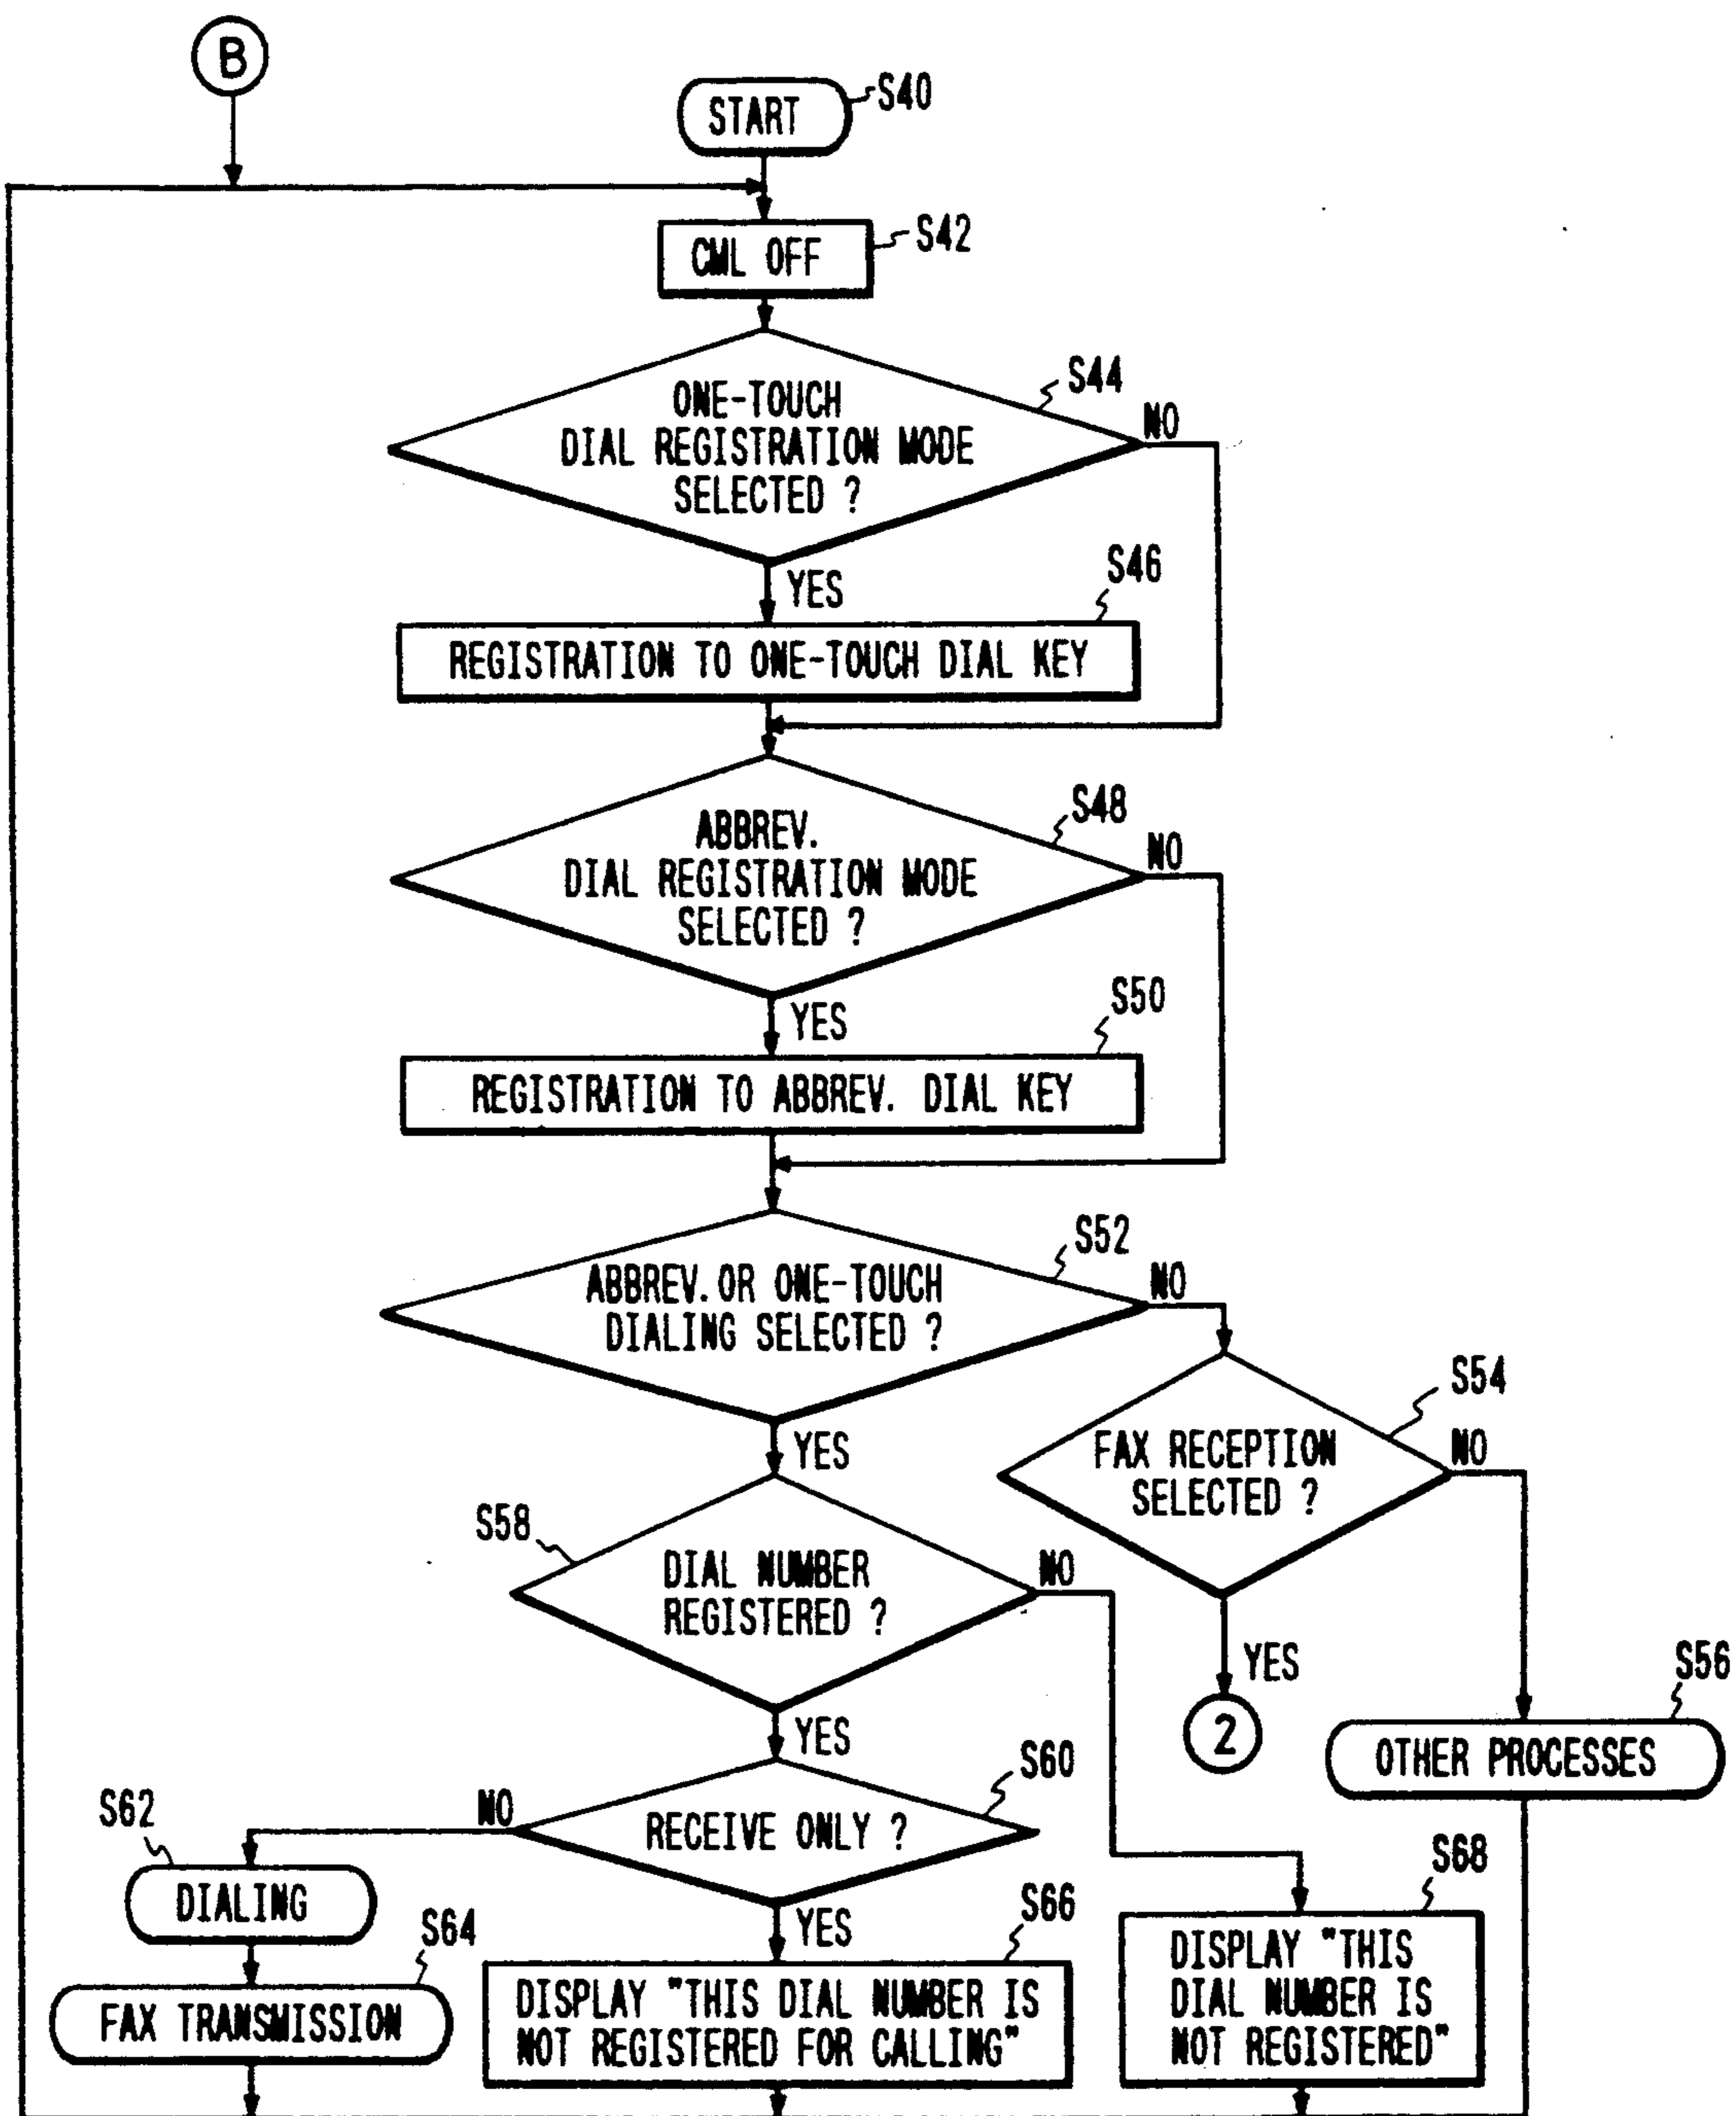 B
START
S40
CML OFF
S42
ONE-TOUCH
DIAL REGISTRATION MODE
SELECTED ?
S44
NO
YES
S46
REGISTRATION TO ONE-TOUCH DIAL KEY
ABBREV.
DIAL REGISTRATION MODE
SELECTED ?
S48
NO
YES
S50
REGISTRATION TO ABBREV. DIAL KEY
ABBREV. OR ONE-TOUCH
DIALING SELECTED ?
S52
NO
YES
FAX RECEPTION
SELECTED ?
S54
NO
YES
2
S56
OTHER PROCESSES
S58
DIAL NUMBER
REGISTERED ?
NO
YES
S60
RECEIVE ONLY ?
NO
YES
S62
DIALING
S64
FAX TRANSMISSION
S66
DISPLAY "THIS DIAL NUMBER IS
NOT REGISTERED FOR CALLING"
S68
DISPLAY "THIS
DIAL NUMBER IS
NOT REGISTERED"